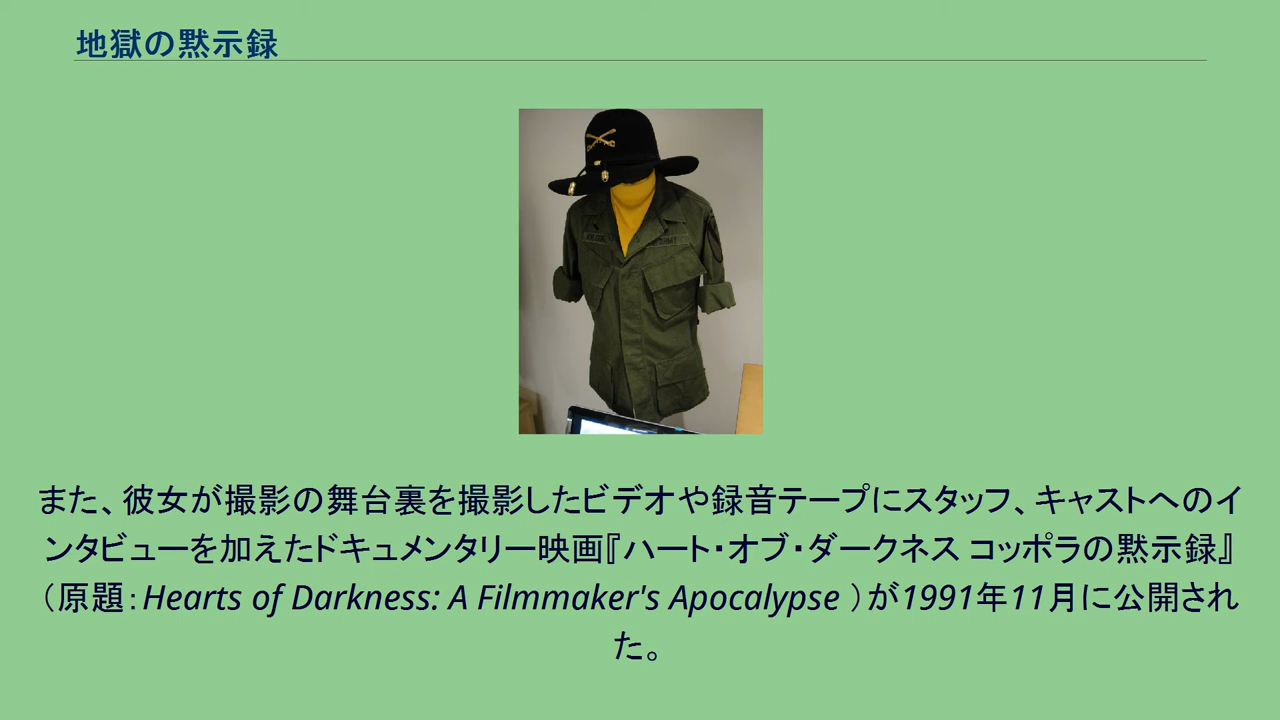 地獄の黙示録
また、彼女が撮影の舞台裏を撮影したビデオや録音テープにスタッフ、キャストへのイ
ンタビューを加えたドキュメンタリー映画『ハート・オブ・ダークネス コッポラの黙示録』
（原題：Hearts of Darkness: A Filmmaker's Apocalypse ）が1991年11月に公開され
た。